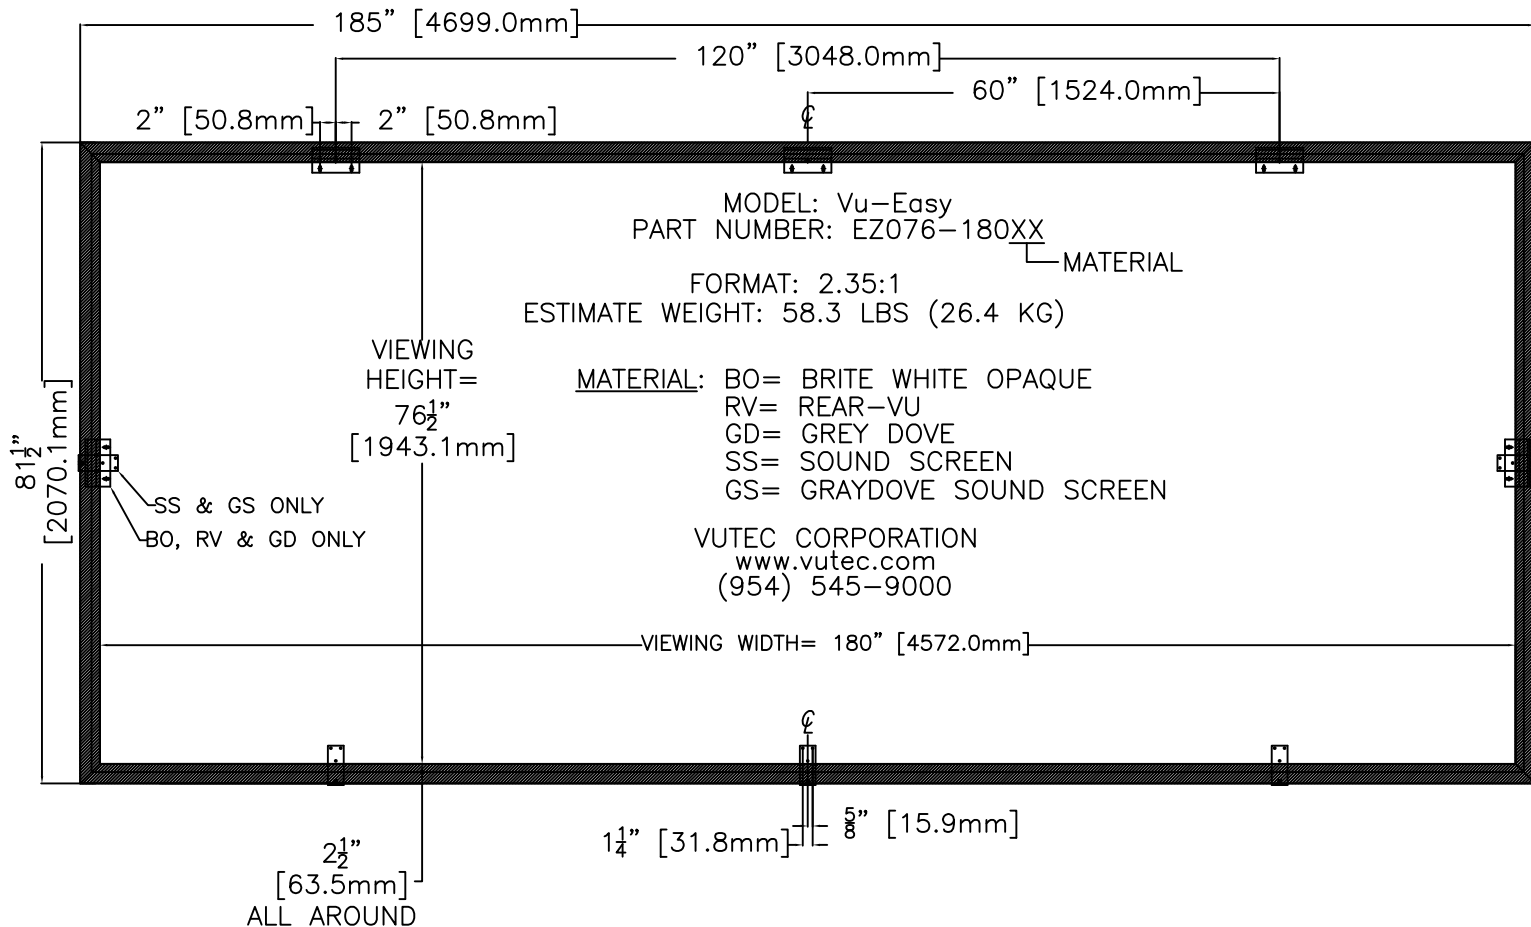 185” [4699.0mm]
120” [3048.0mm]
60” [1524.0mm]
2” [50.8mm]
2” [50.8mm]
℄
MODEL: Vu-Easy
PART NUMBER: EZ076-180XX
MATERIAL
FORMAT: 2.35:1
ESTIMATE WEIGHT: 58.3 LBS (26.4 KG)
VIEWING
HEIGHT=
76½”
[1943.1mm]
MATERIAL: BO= BRITE WHITE OPAQUE
RV= REAR-VU
GD= GREY DOVE
SS= SOUND SCREEN
GS= GRAYDOVE SOUND SCREEN
81½”
[2070.1mm]
SS & GS ONLY
BO, RV & GD ONLY
VUTEC CORPORATION
www.vutec.com
(954) 545-9000
VIEWING WIDTH= 180” [4572.0mm]
℄
⅝” [15.9mm]
1¼” [31.8mm]
2½”
[63.5mm]
ALL AROUND